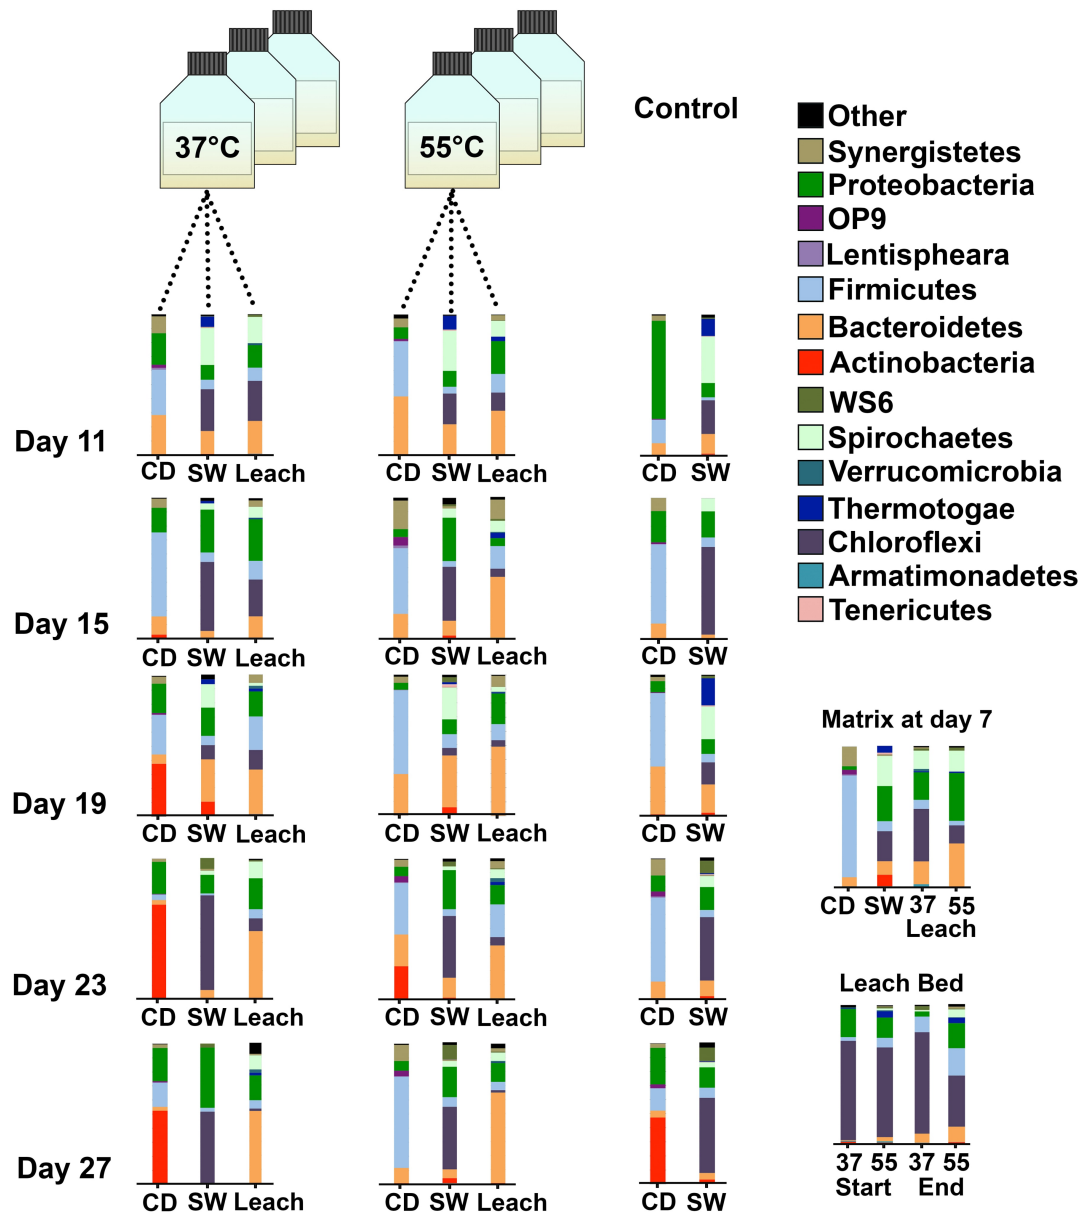 37°C
55°C
Control
Other
Synergistetes
Proteobacteria
OP9
Lentispheara
Firmicutes
Bacteroidetes
Actinobacteria
WS6
Spirochaetes
Verrucomicrobia
Thermotogae
Chloroflexi
Armatimonadetes
Tenericutes
Day 11
CD SW Leach
CD SW Leach
CD SW
Day 15
CD SW Leach
CD SW Leach
CD SW
Day 19
CD SW Leach
CD SW Leach
CD SW
Day 23
CD SW Leach
CD SW Leach
CD SW
Day 27
CD SW Leach
CD SW Leach
CD SW
Matrix at day 7
CD SW 37 55
Leach
Leach Bed
37 55 37 55
Start End